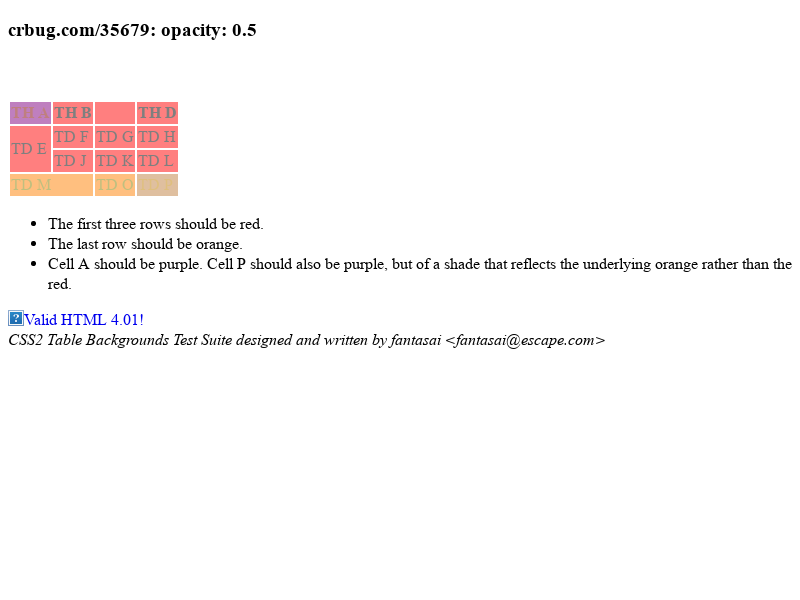 crbug.com/35679: opacity: 0.5
TH A TH B TH D
TD E TD F TD G TD H
TD J TD K TD L
TD M TD O
The first three rows should be red.
The last row should be orange.
Cell A should be purple. Cell P should also be purple, but of a shade that reflects the underlying orange rather than the
red.
Valid HTML 4.01!
CSS2 Table Backgrounds Test Suite designed and written by fantasai <fantasai@escape.com>